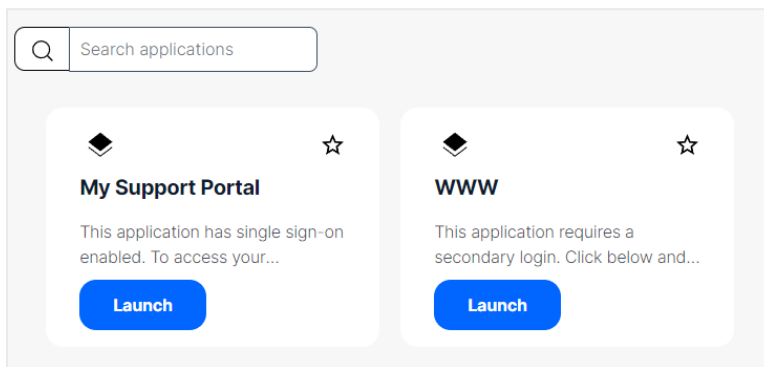 Search applications
My Support Portal
This application has single sign-on
enabled. To access your...
Launch
WWW
This application requires a
secondary login. Click below and...
Launch